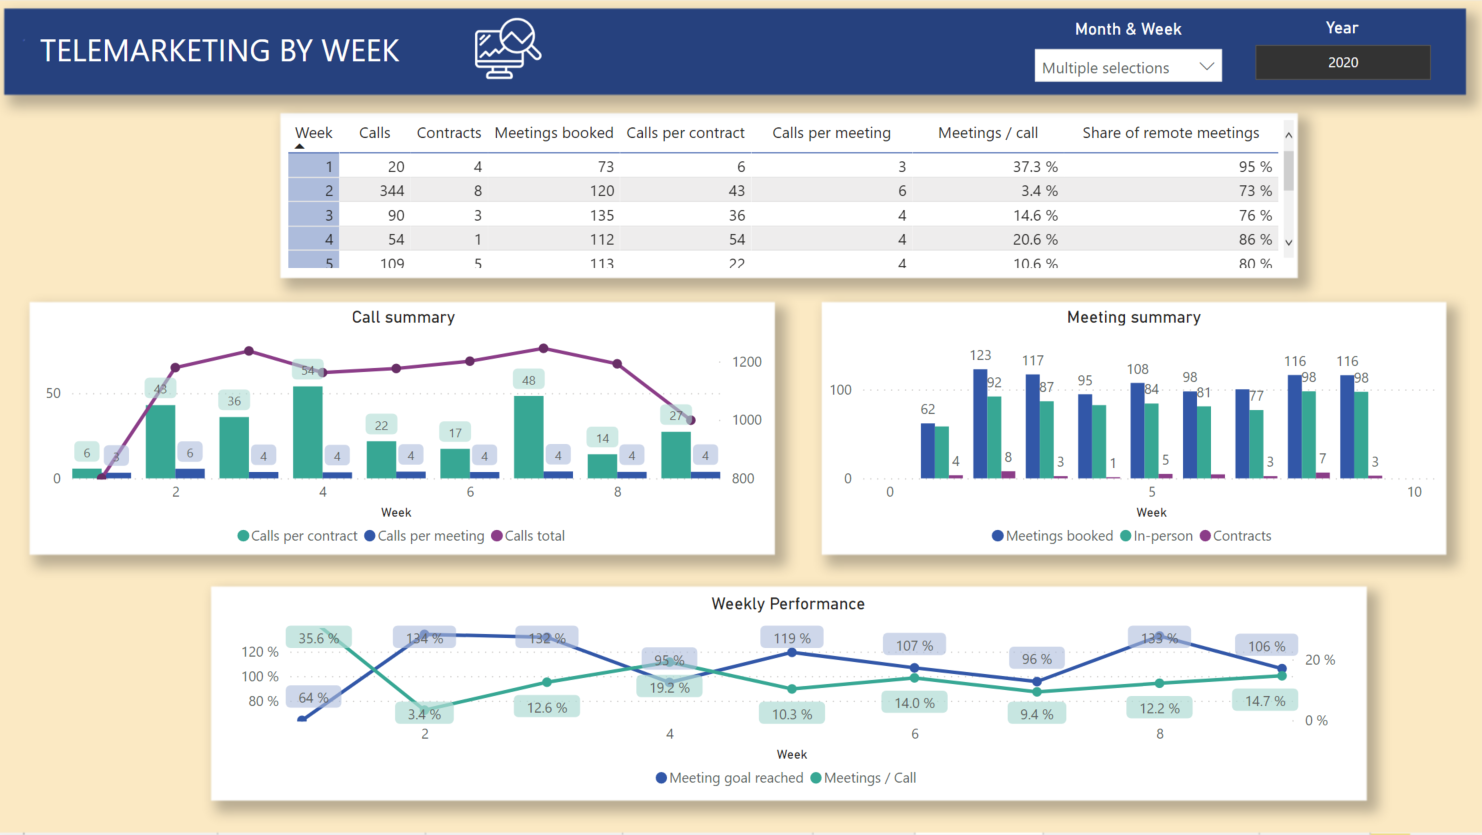 TELEMARKETING BY WEEK
Month & Week
Multiple selections
Year
2020
Week Calls Contracts Meetings booked Calls per contract Calls per meeting Meetings / call Share of remote meetings
1 20 4 73 6 3 37.3 % 95 %
2 344 8 120 43 6 3.4 % 73 %
3 90 3 135 36 4 14.6 % 76 %
4 54 1 112 54 4 20.6 % 86 %
5 109 5 113 22 4 10.6 % 80 %
Call summary
50
0
6 3 43 6 36 4 54 4 22 4 17 4 48 4 14 4 27 4
1200
1000
800
2 4 6 8
Week
Calls per contract Calls per meeting Calls total
Meeting summary
100
0
62 4 123 92 8 117 87 3 95 1 108 84 5 98 81 77 3 116 98 7 116 98 3
0 5 10
Week
Meetings booked In-person Contracts
Weekly Performance
120 %
100 %
80 %
64 % 134 % 132 % 95 % 119 % 107 % 96 % 133 % 106 %
35.6 % 3.4 % 12.6 % 19.2 % 10.3 % 14.0 % 9.4 % 12.2 % 14.7 %
20 %
0 %
2 4 6 8
Week
Meeting goal reached Meetings / Call